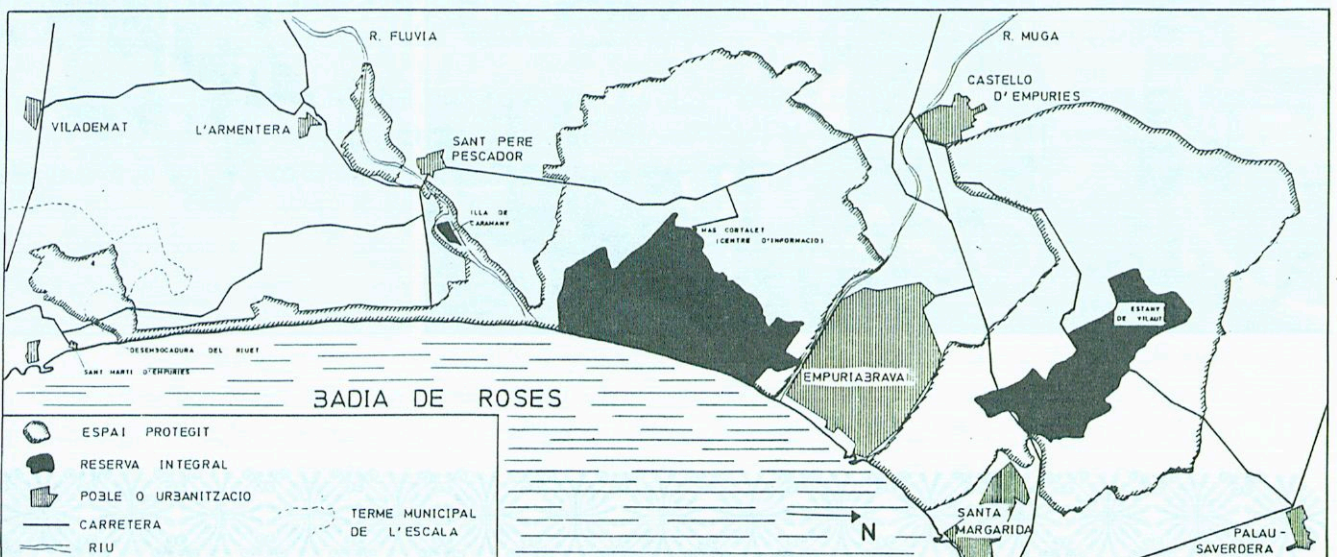 R. FLUVIA
R. MUGA
CASTELLO
D'EMPURIES
VILADEMAT
L'ARMENTERA
SANT PERE
PESCADOR
ILLA DE
CARAMANY
MAS CORTALET
(CENTRE D'INFORMACIO)
ESTANY
DE VILAUT
DESEMBOCADURA DEL RIUET
SANT MARTI D'EMPURIES
EMPURIABRAVA
BADIA DE ROSES
ESPAI PROTEGIT
RESERVA INTEGRAL
POBLE O URBANITZACIO
CARRETERA
RIU
TERME MUNICIPAL
DE L'ESCALA
N
SANTA
MARGARIDA
PALAU-
SAVERDERA